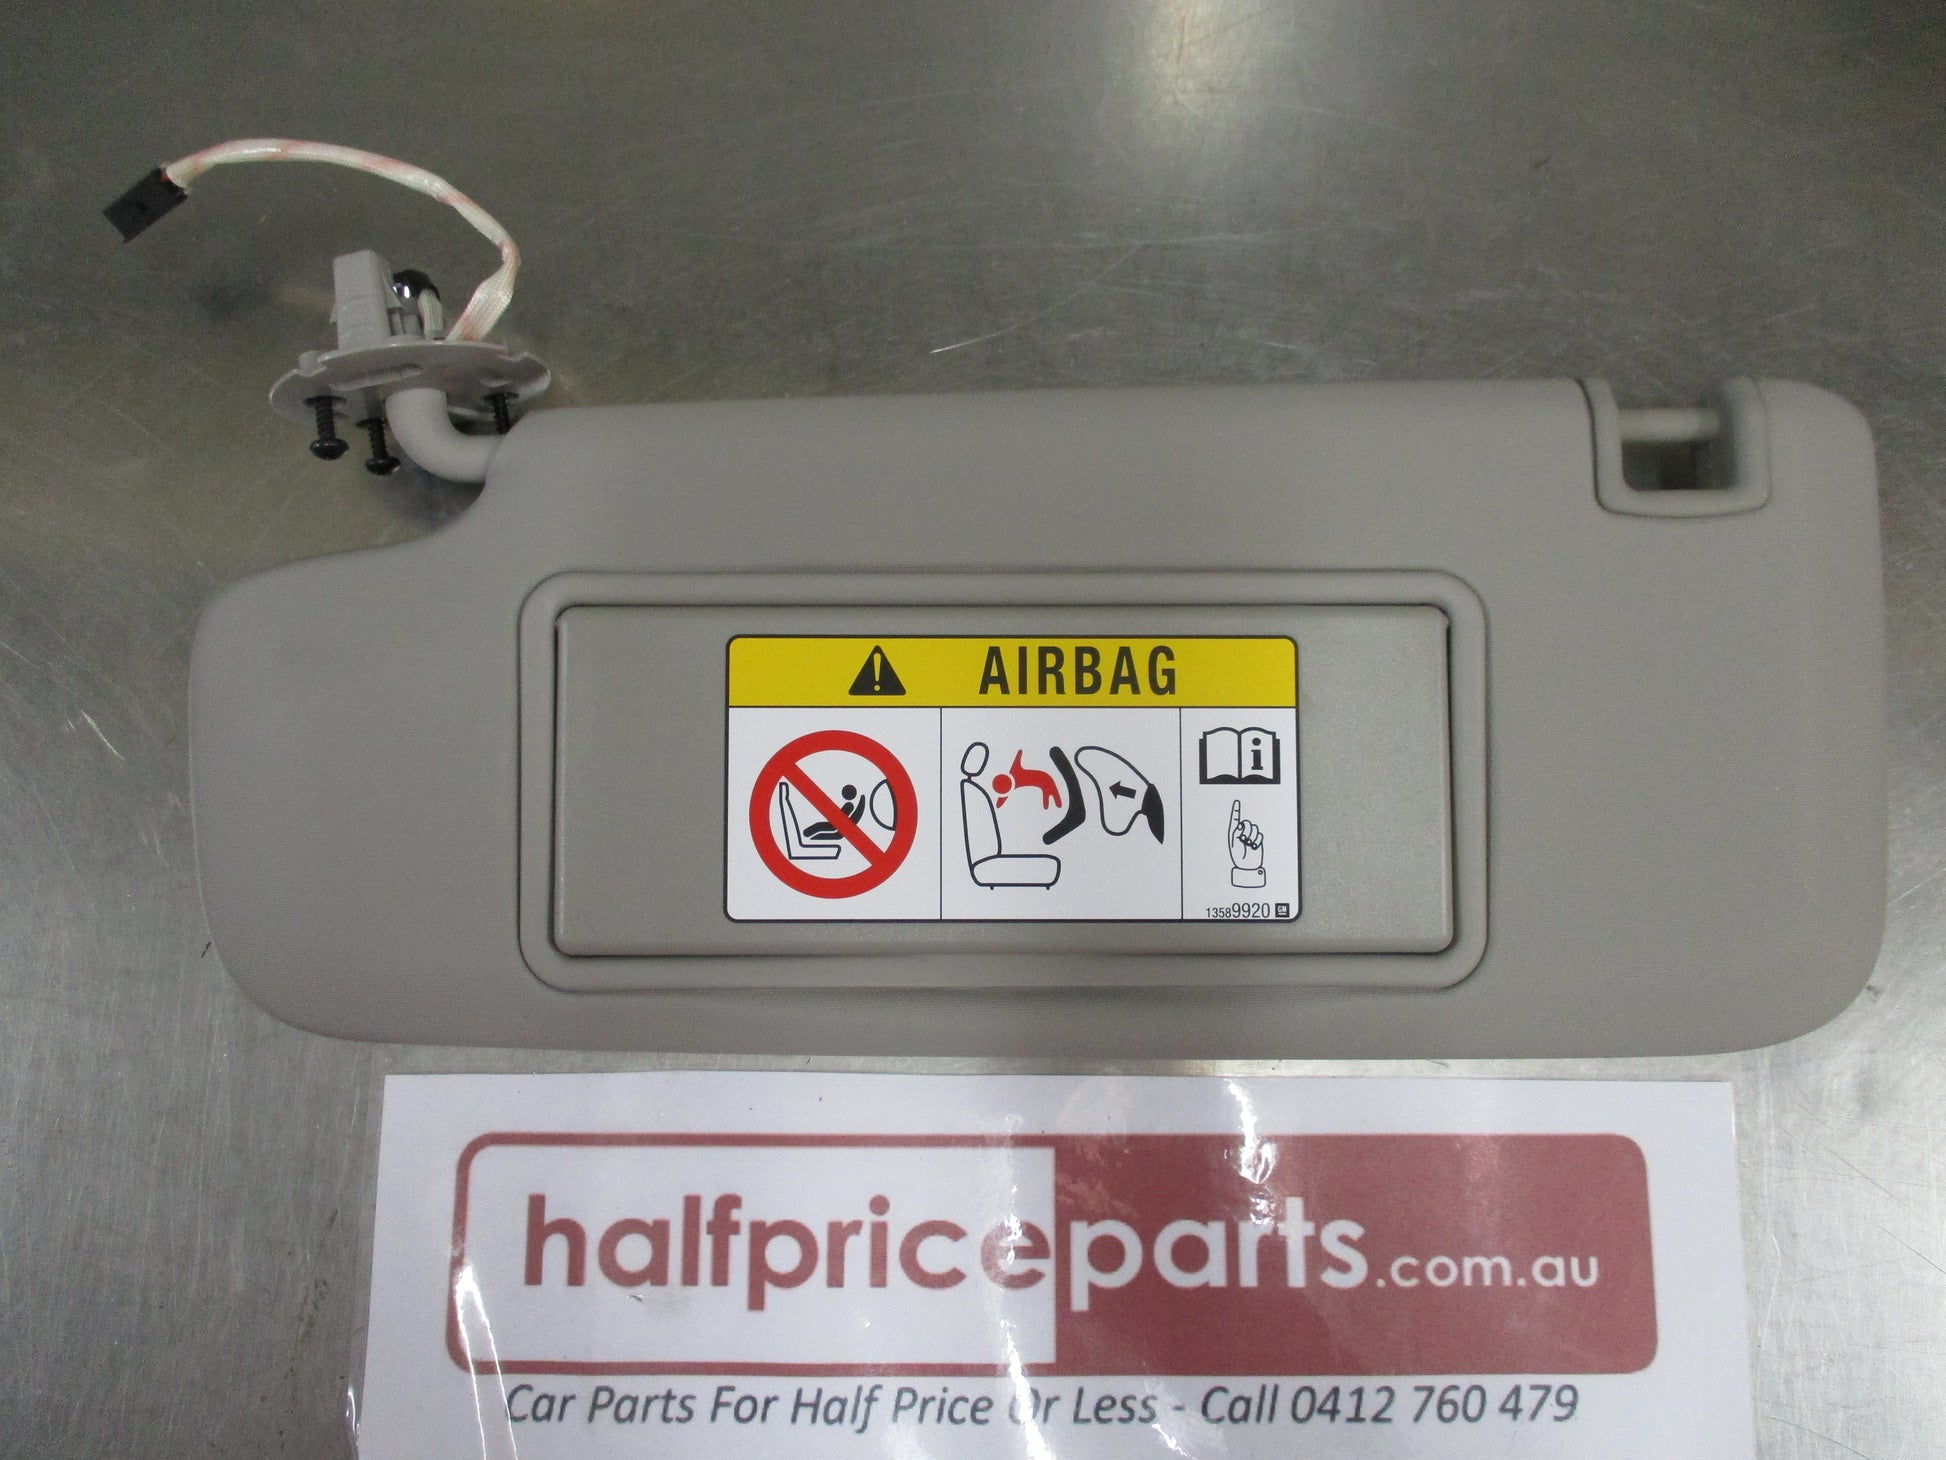 AIRBAG
13589920 GM
halfpriceparts.com.au
Car Parts For Half Price Or Less - Call 0412 760 479